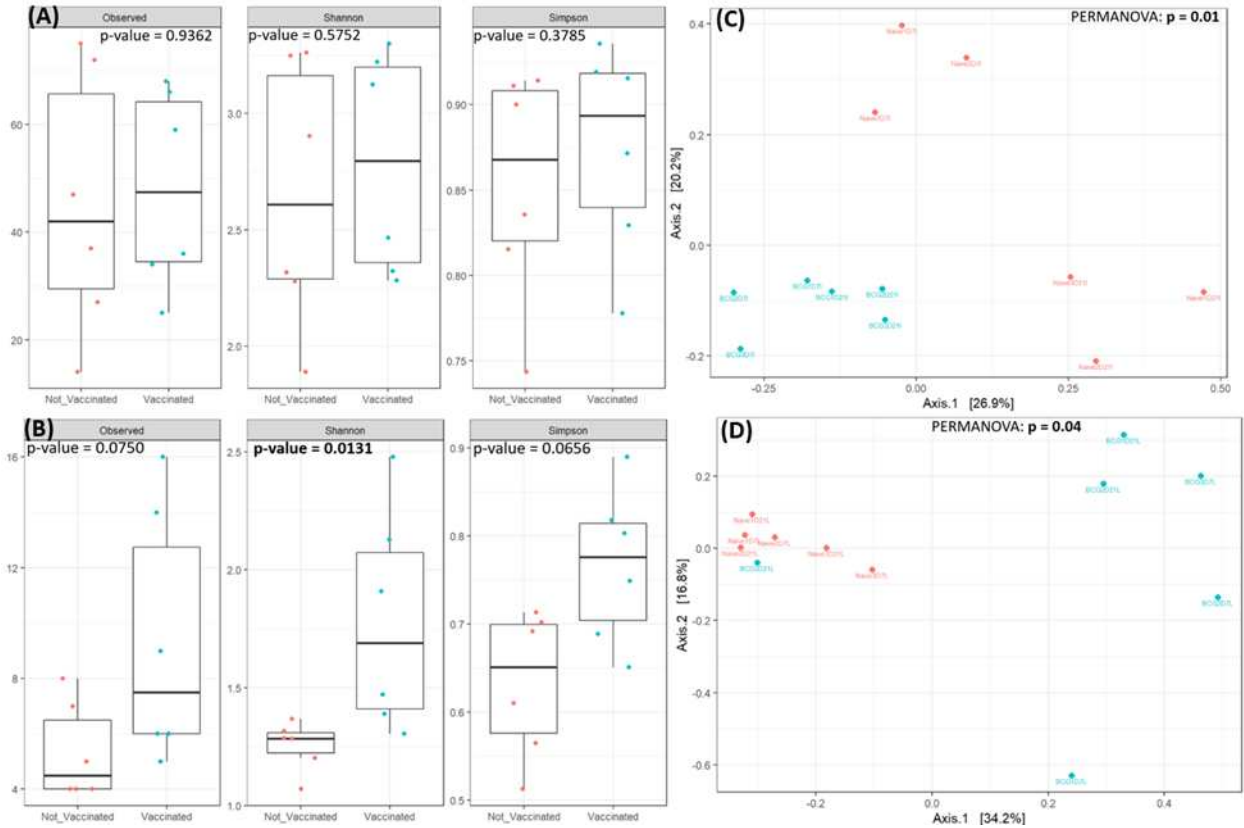 (A)
Observed
Shannon
Simpson
p-value = 0.9362
p-value = 0.5752
p-value = 0.3785
60
40
20
3.0
2.5
2.0
0.90
0.85
0.80
0.75
Not_Vaccinated
Vaccinated
Not_Vaccinated
Vaccinated
Not_Vaccinated
Vaccinated
(C)
PERMANOVA: p = 0.01
0.4
0.2
0.0
-0.2
Axis.2 [20.2%]
-0.25
0.00
0.25
0.50
Axis.1 [26.9%]
(B)
Observed
Shannon
Simpson
p-value = 0.0750
p-value = 0.0131
p-value = 0.0656
16
12
8
4
2.5
2.0
1.5
1.0
0.9
0.8
0.7
0.6
0.5
Not_Vaccinated
Vaccinated
Not_Vaccinated
Vaccinated
Not_Vaccinated
Vaccinated
(D)
PERMANOVA: p = 0.04
0.2
0.0
-0.2
-0.4
-0.6
Axis.2 [16.8%]
-0.2
0.0
0.2
0.4
Axis.1 [34.2%]